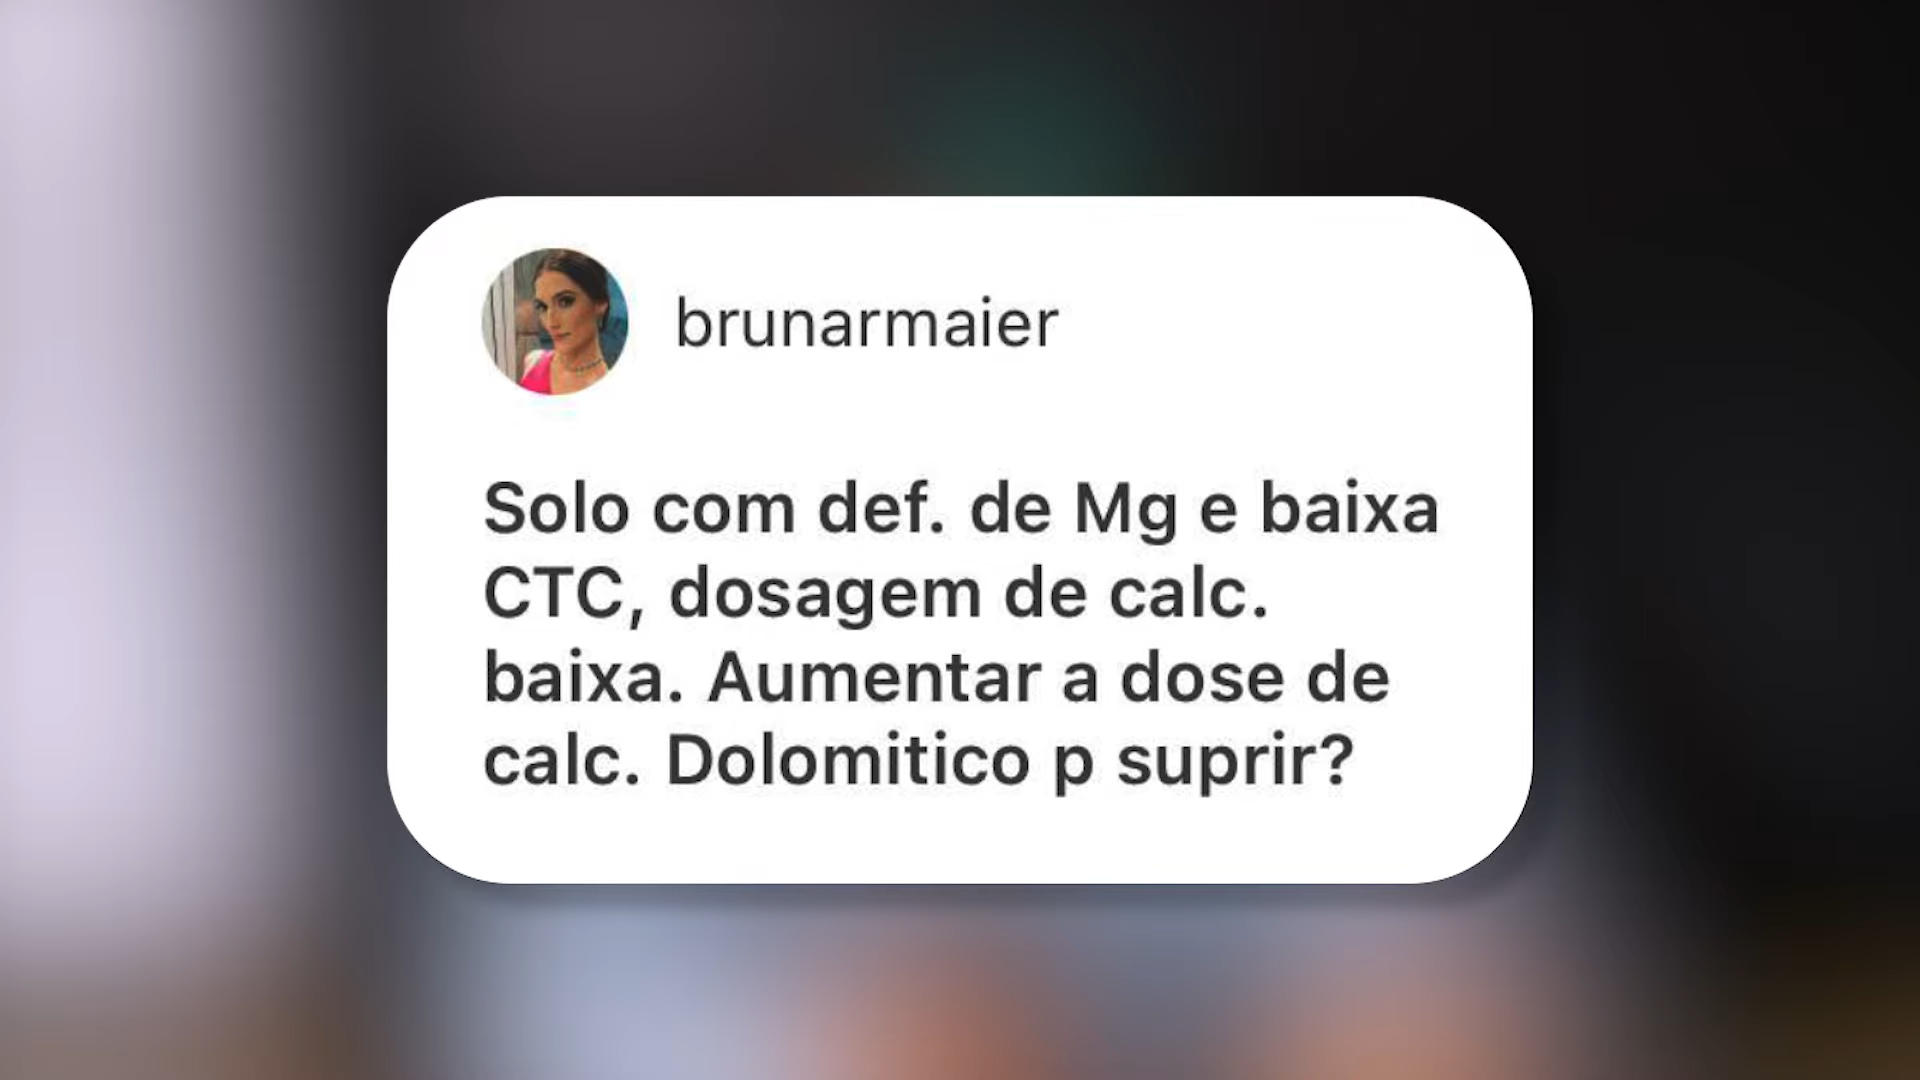 brunarmaier
Solo com def. de Mg e baixa
CTC, dosagem de calc.
baixa. Aumentar a dose de
calc. Dolomitico p suprir?